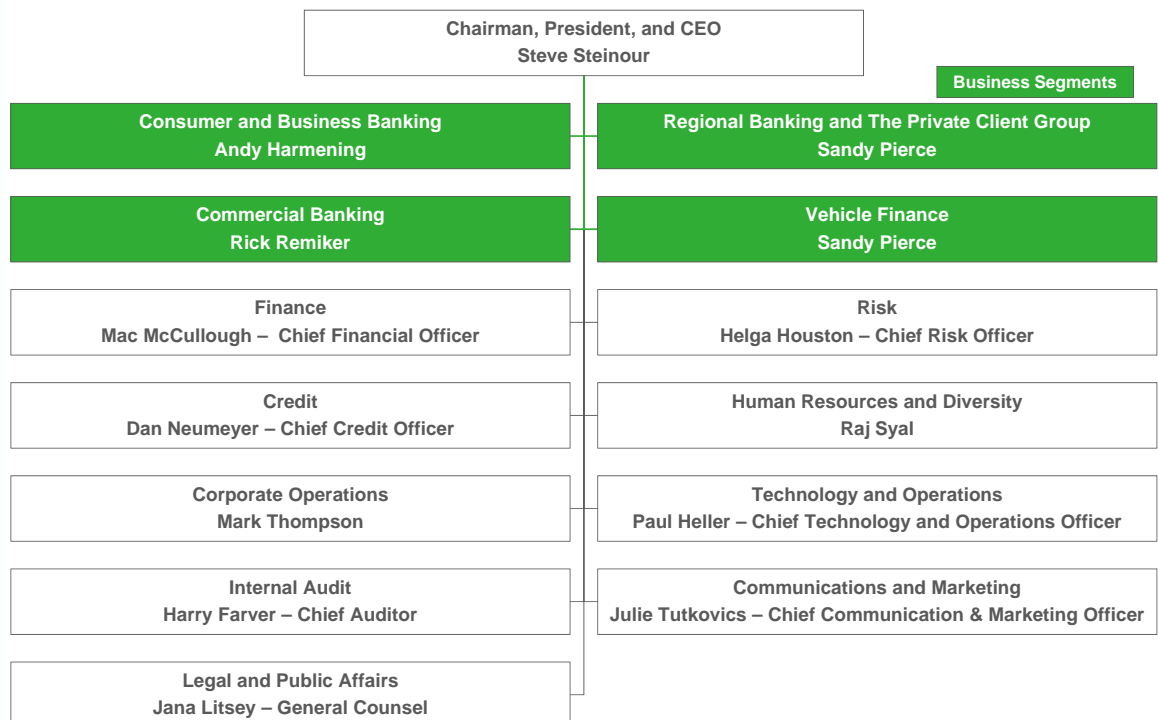 Chairman, President, and CEO
Steve Steinour
Business Segments
Consumer and Business Banking
Andy Harmening
Regional Banking and The Private Client Group
Sandy Pierce
Commercial Banking
Rick Remiker
Vehicle Finance
Sandy Pierce
Finance
Mac McCullough – Chief Financial Officer
Risk
Helga Houston – Chief Risk Officer
Credit
Dan Neumeyer – Chief Credit Officer
Human Resources and Diversity
Raj Syal
Corporate Operations
Mark Thompson
Technology and Operations
Paul Heller – Chief Technology and Operations Officer
Internal Audit
Harry Farver – Chief Auditor
Communications and Marketing
Julie Tutkovics – Chief Communication & Marketing Officer
Legal and Public Affairs
Jana Litsey – General Counsel